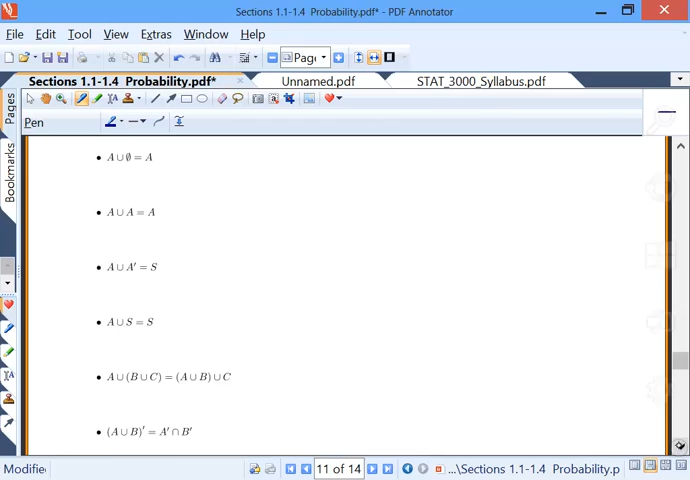 Sections 1.1-1.4 Probability.pdf* - PDF Annotator
File Edit Tool View Extras Window Help
Page
Sections 1.1-1.4 Probability.pdf* Unnamed.pdf STAT_3000_Syllabus.pdf
Pages
Bookmarks
Pen
• A ∪ ∅ = A
• A ∪ A = A
• A ∪ A′ = S
• A ∪ S = S
• A ∪ (B ∪ C) = (A ∪ B) ∪ C
• (A ∪ B)′ = A′ ∩ B′
Modifie 11 of 14 ...\Sections 1.1-1.4 Probability.p